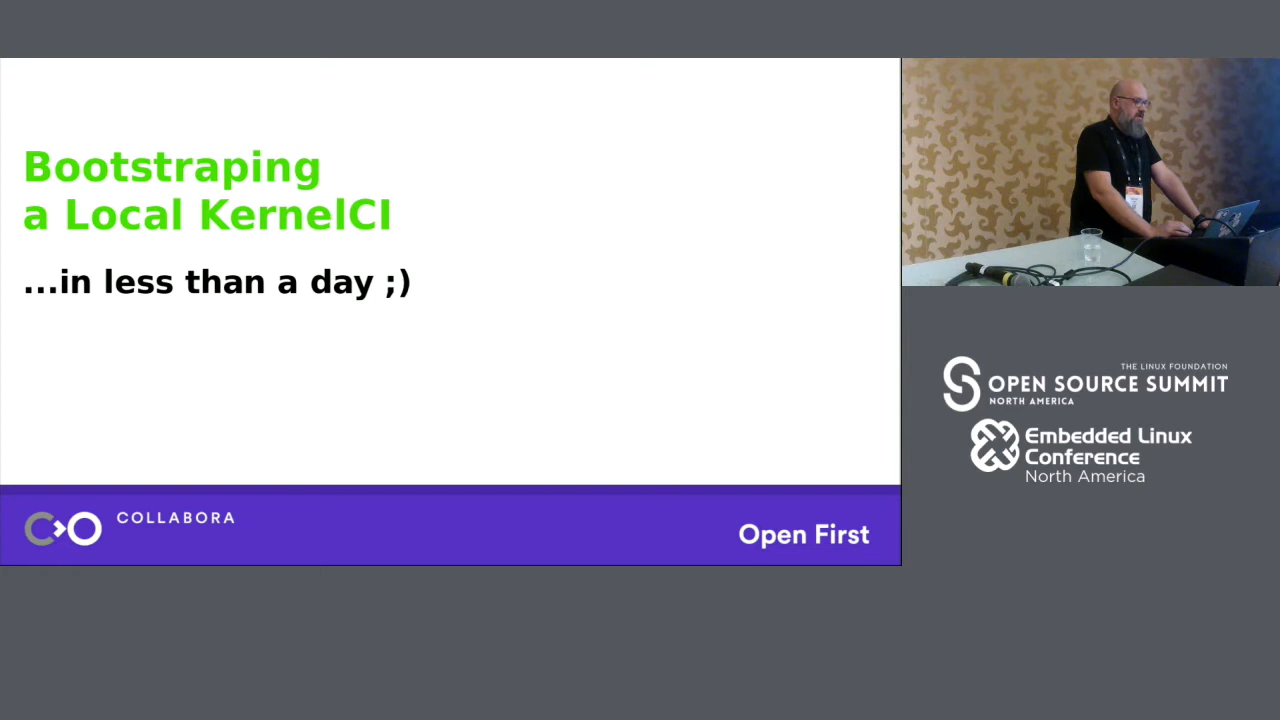 Bootstraping
a Local KernelCI
...in less than a day ;)
COLLABORA
Open First
THE LINUX FOUNDATION
OPEN SOURCE SUMMIT
NORTH AMERICA
Embedded Linux
Conference
North America